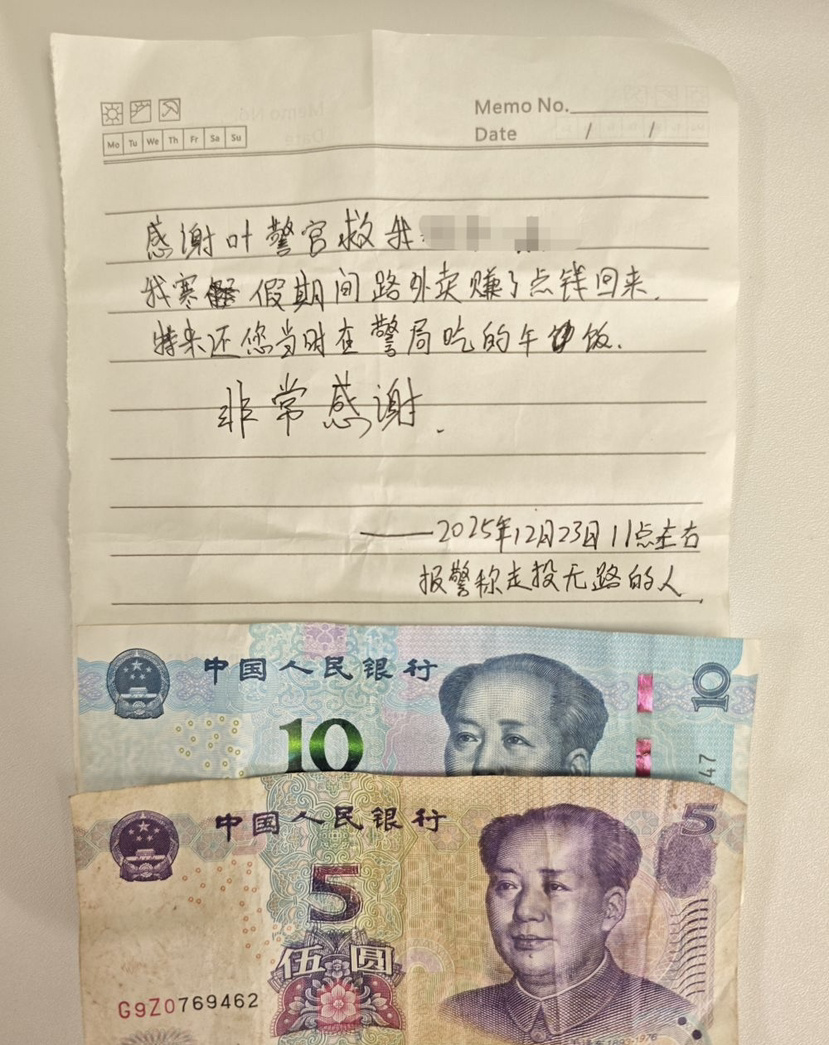 Memo No.
Mo Tu We Th Fr Sa Su
Date / /
感谢叶警官救我
我寒假期间跑外卖赚了点钱回来.
特来还您当时在警局吃的午饭.
非常感谢.
——2025年12月23日11点左右
报警称走投无路的人.
中国人民银行
10
10
47
中国人民银行
5
5
伍圆
G9Z0769462